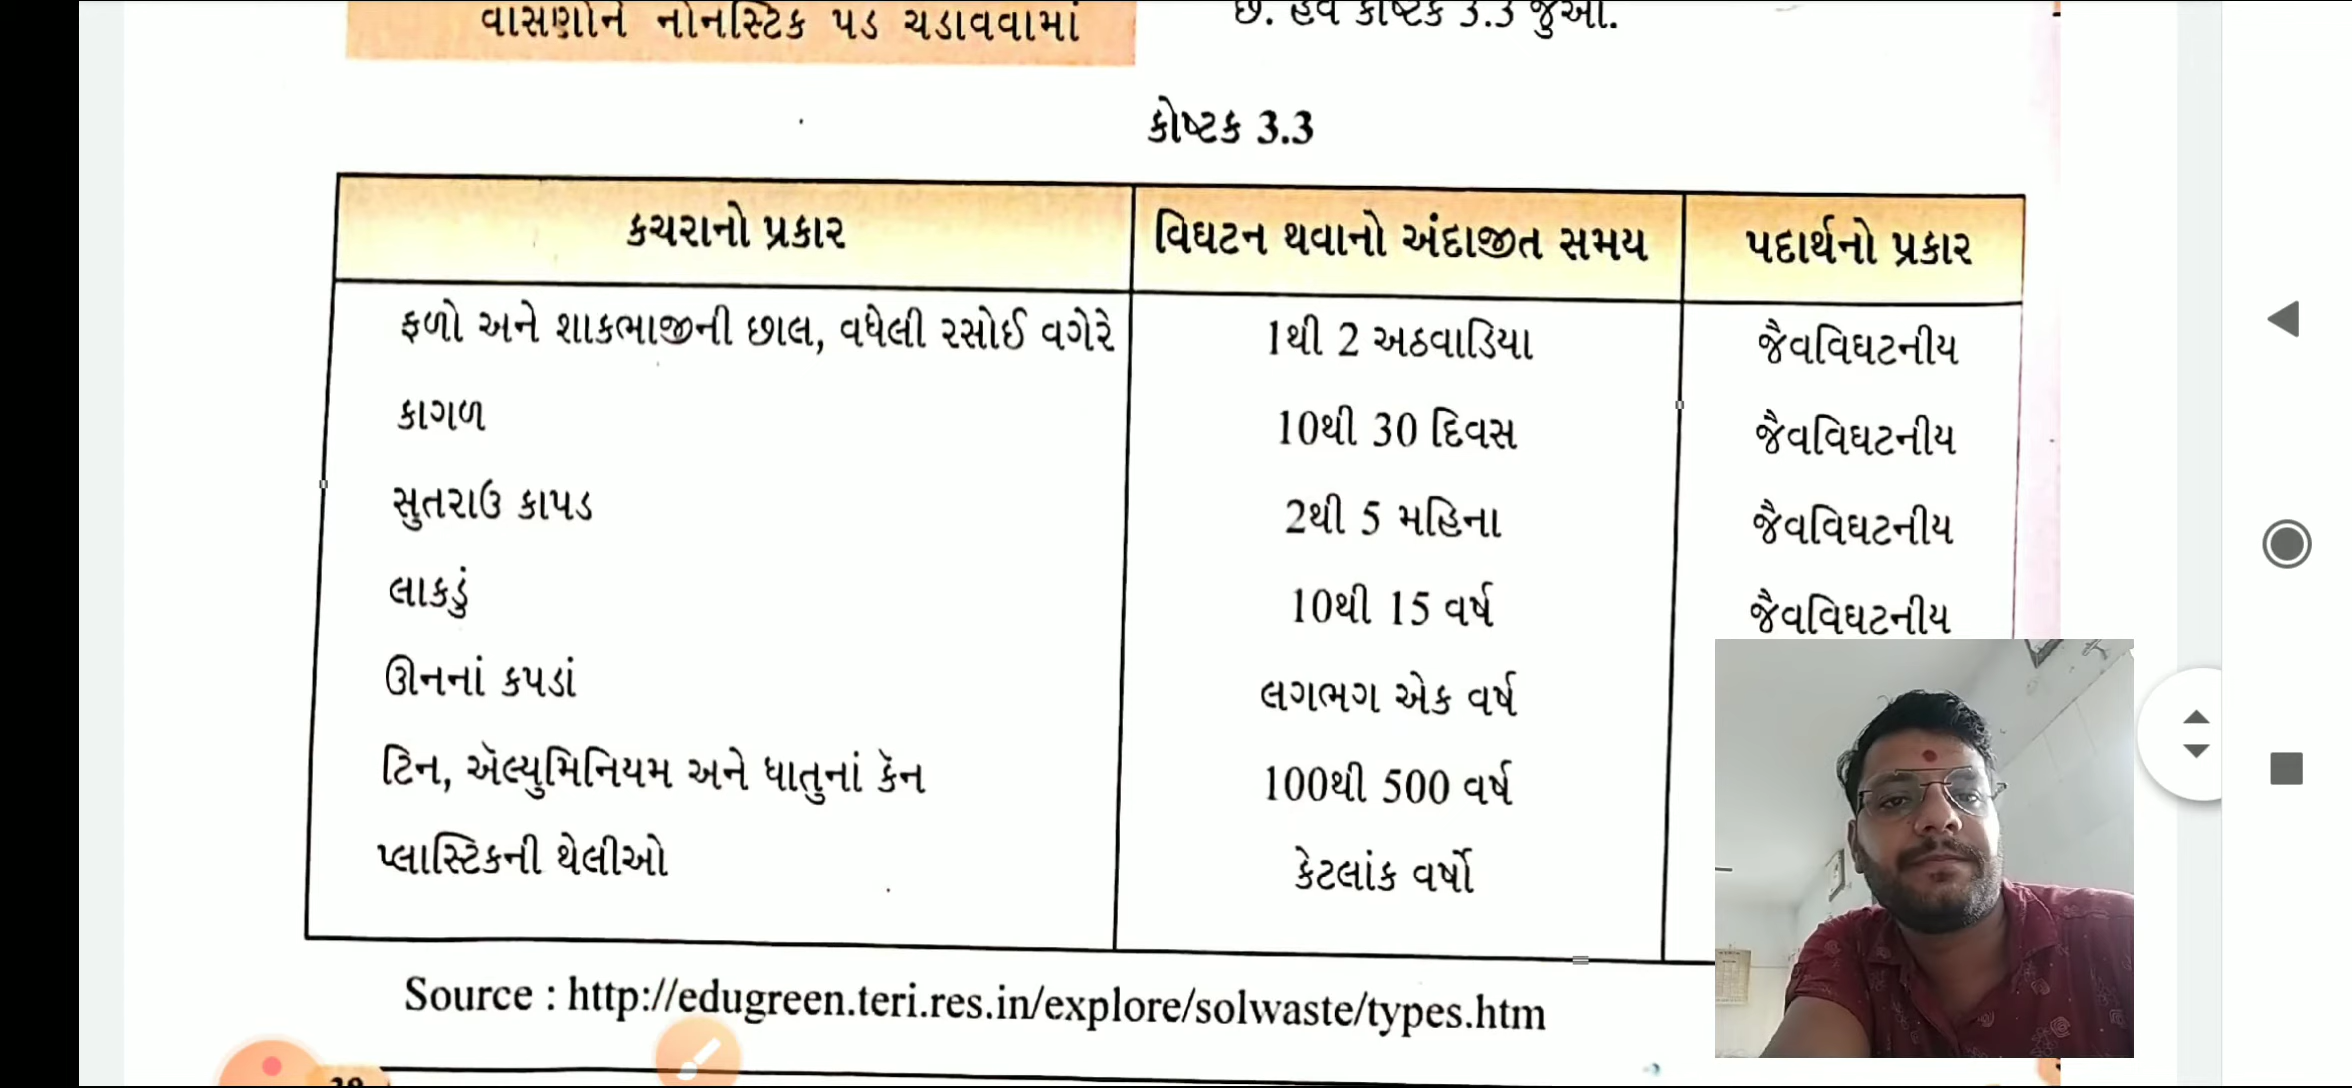 વાસણોને નોનસ્ટિક પડ ચડાવવામાં
છે. હવે કોષ્ટક 3.3 જુઓ.
કોષ્ટક 3.3
કચરાનો પ્રકાર વિઘટન થવાનો અંદાજીત સમય પદાર્થનો પ્રકાર
ફળો અને શાકભાજીની છાલ, વધેલી રસોઈ વગેરે 1થી 2 અઠવાડિયા જૈવવિઘટનીય
કાગળ 10થી 30 દિવસ જૈવવિઘટનીય
સુતરાઉ કાપડ 2થી 5 મહિના જૈવવિઘટનીય
લાકડું 10થી 15 વર્ષ જૈવવિઘટનીય
ઊનનાં કપડાં લગભગ એક વર્ષ
ટિન, ઍલ્યુમિનિયમ અને ધાતુનાં કૅન 100થી 500 વર્ષ
પ્લાસ્ટિકની થેલીઓ કેટલાંક વર્ષો
Source : http://edugreen.teri.res.in/explore/solwaste/types.htm